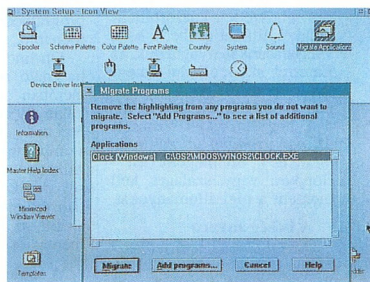 System Setup - Icon View
Spooler Scheme Palette Color Palette Font Palette Country System Sound Migrate Applications
Device Driver
Information
Master Help Index
Minimized
Window Viewer
Templates
Migrate Programs
Remove the highlighting from any programs you do not want to
migrate. Select "Add Programs..." to see a list of additional
programs.
Applications
Clock (Windows) C:\OS2\MDOS\WINOS2\CLOCK.EXE
Migrate Add programs... Cancel Help